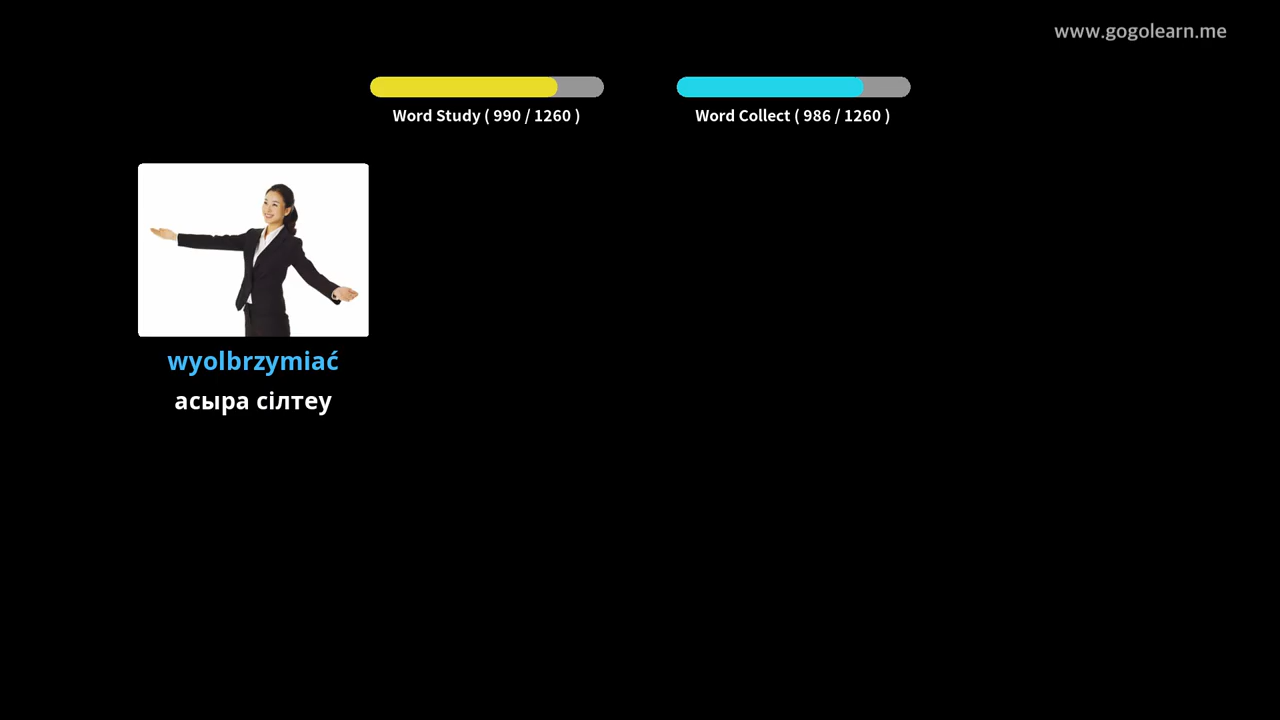 www.gogolearn.me
Word Study ( 990 / 1260 )
Word Collect ( 986 / 1260 )
wyolbrzymiać
асыра сілтеу